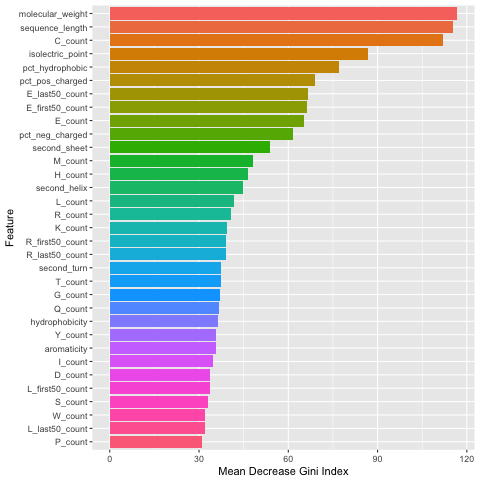 molecular_weight
sequence_length
C_count
isolectric_point
pct_hydrophobic
pct_pos_charged
E_last50_count
E_first50_count
E_count
pct_neg_charged
second_sheet
M_count
H_count
second_helix
L_count
R_count
K_count
R_first50_count
R_last50_count
second_turn
T_count
G_count
Q_count
hydrophobicity
Y_count
aromaticity
I_count
D_count
L_first50_count
S_count
W_count
L_last50_count
P_count
Feature
0 30 60 90 120
Mean Decrease Gini Index